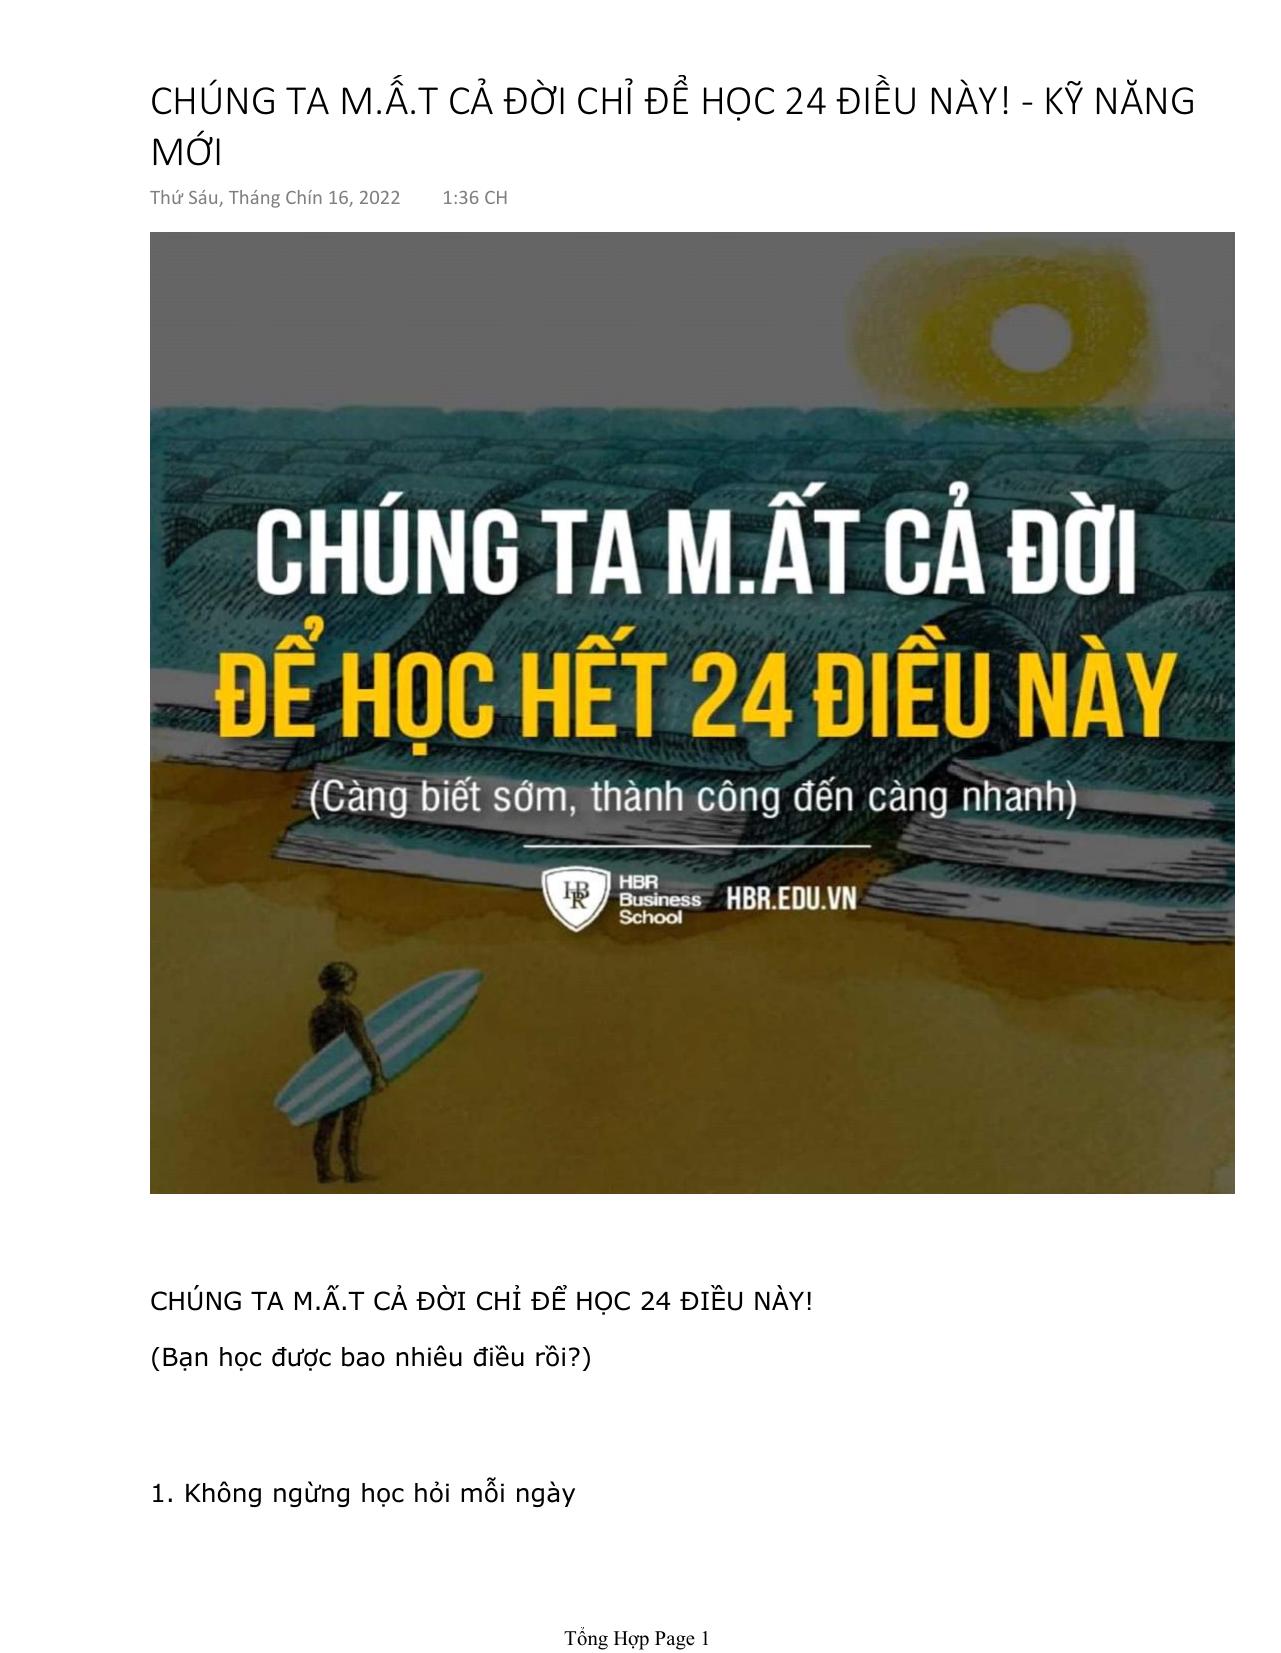 CHÚNG TA M.Ấ.T CẢ ĐỜI CHỈ ĐỂ HỌC 24 ĐIỀU NÀY! - KỸ NĂNG
MỚI
Thứ Sáu, Tháng Chín 16, 2022 1:36 CH
CHÚNG TA M.ẤT CẢ ĐỜI
ĐỂ HỌC HẾT 24 ĐIỀU NÀY
(Càng biết sớm, thành công đến càng nhanh)
HBR
Business
School
HBR.EDU.VN
CHÚNG TA M.Ấ.T CẢ ĐỜI CHỈ ĐỂ HỌC 24 ĐIỀU NÀY!
(Bạn học được bao nhiêu điều rồi?)
1. Không ngừng học hỏi mỗi ngày
Tổng Hợp Page 1